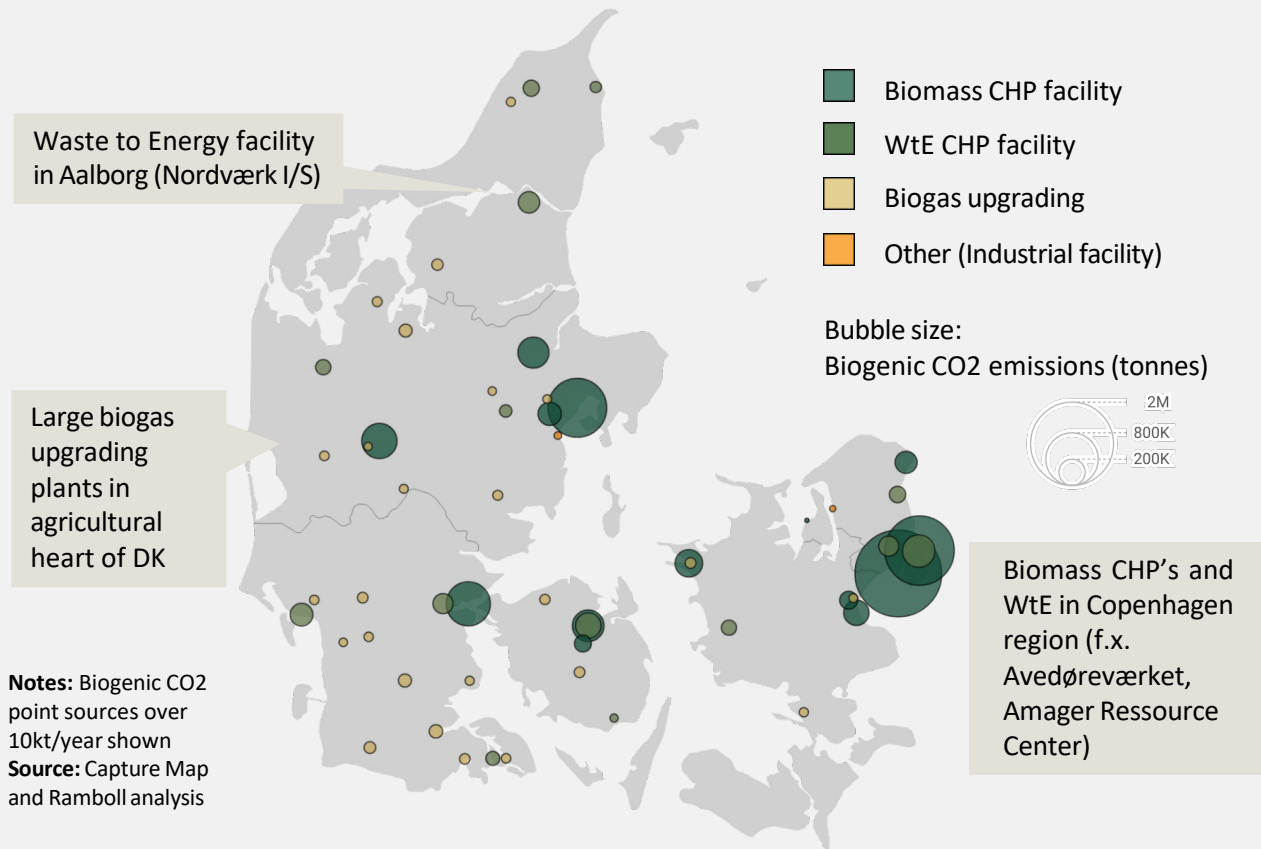 Waste to Energy facility
in Aalborg (Nordværk I/S)
Large biogas
upgrading
plants in
agricultural
heart of DK
Notes: Biogenic CO2
point sources over
10kt/year shown
Source: Capture Map
and Ramboll analysis
Biomass CHP facility
WtE CHP facility
Biogas upgrading
Other (Industrial facility)
Bubble size:
Biogenic CO2 emissions (tonnes)
2M
800K
200K
Biomass CHP’s and
WtE in Copenhagen
region (f.x.
Avedøreværket,
Amager Ressource
Center)